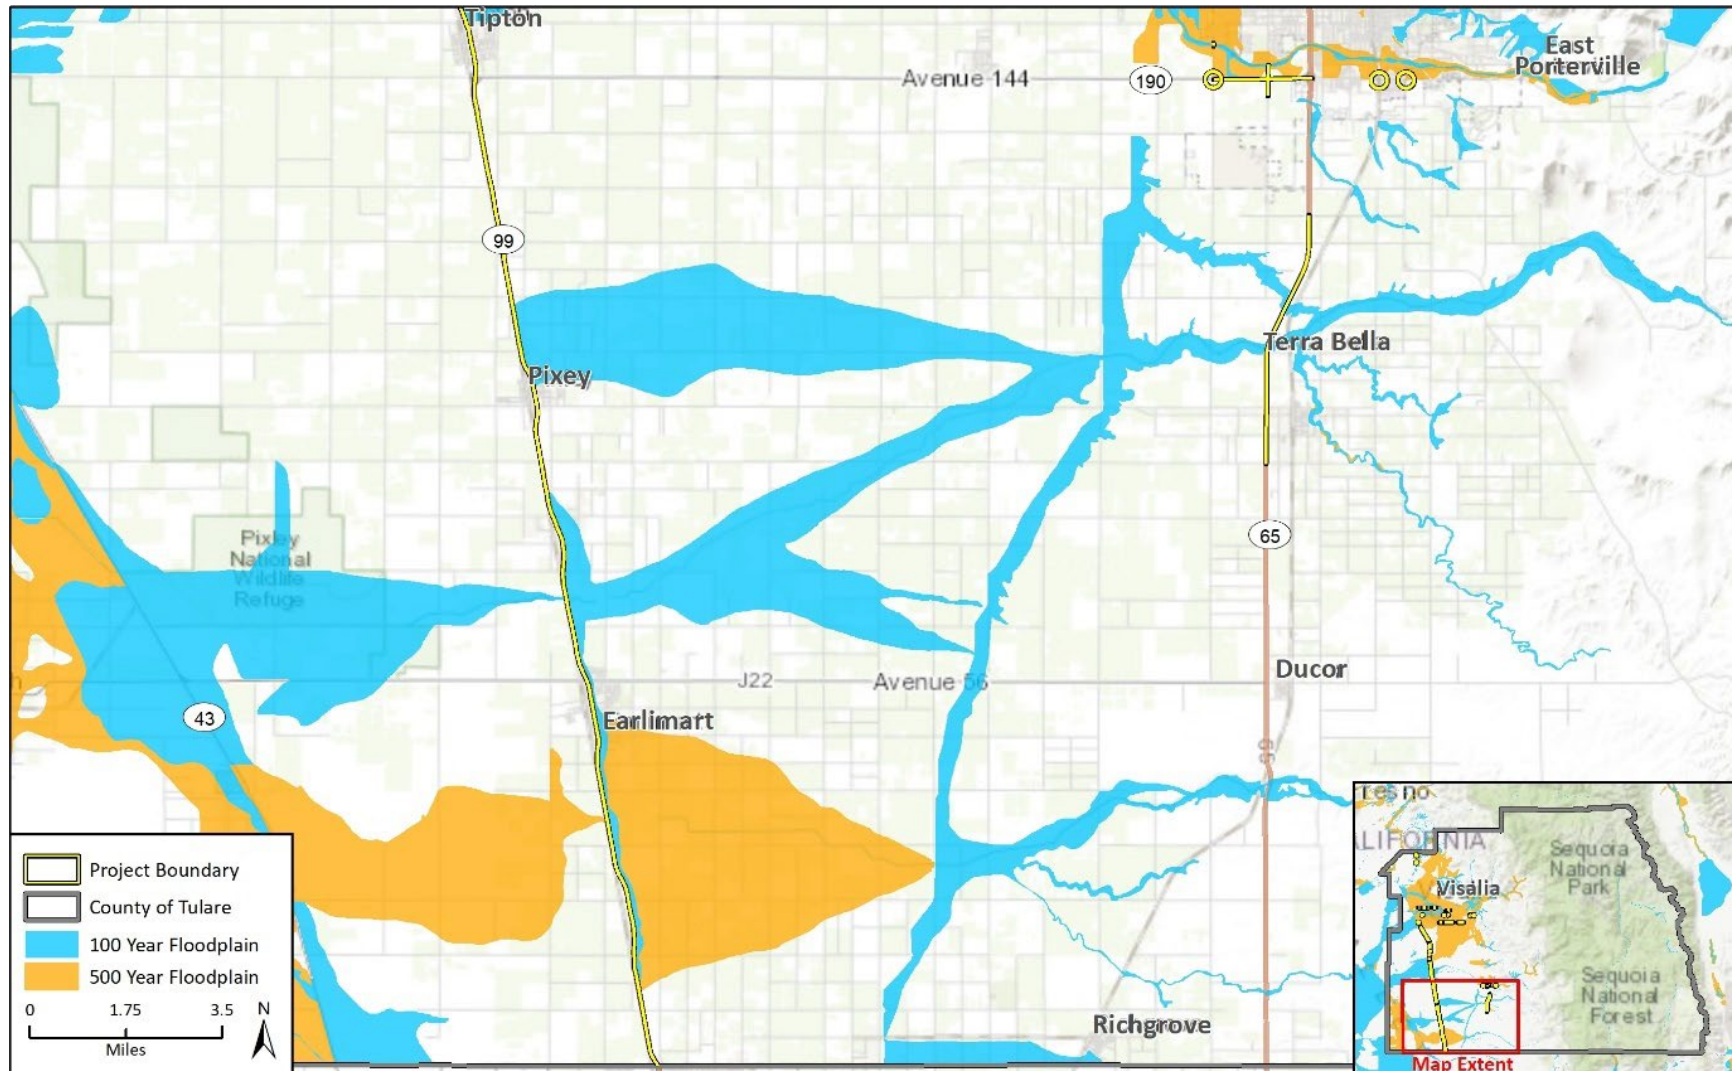 Tipton
East
Porterville
Avenue 144
190
99
Terra Bella
Pixey
65
Pixley
National
Wildlife
Refuge
Ducor
J22
Avenue 56
43
Earlimart
65
Richgrove
Project Boundary
County of Tulare
100 Year Floodplain
500 Year Floodplain
0 1.75 3.5
Miles
N
Visalia
Sequoia
National
Park
Sequoia
National
Forest
Map Extent